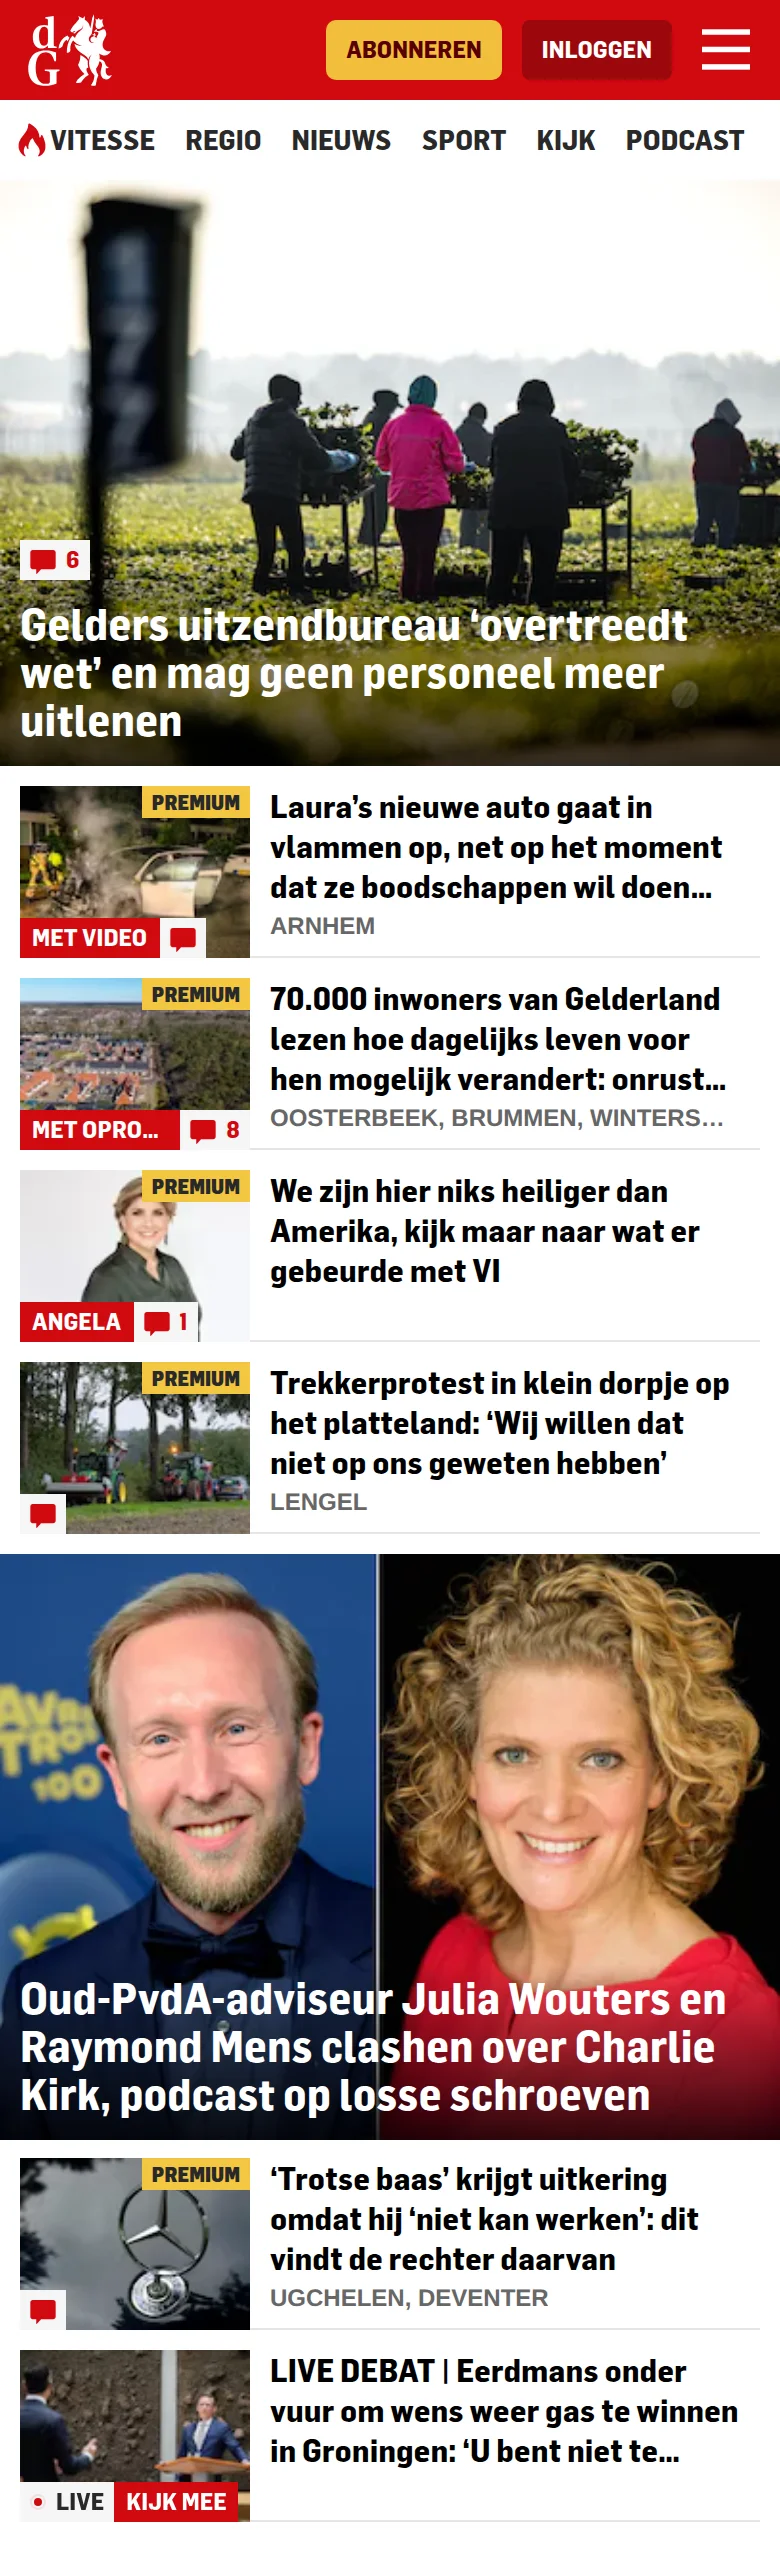 dG
ABONNEREN
INLOGGEN
VITESSE REGIO NIEUWS SPORT KIJK PODCAST
172
6
Gelders uitzendbureau ‘overtreedt
wet’ en mag geen personeel meer
uitlenen
PREMIUM
MET VIDEO
Laura’s nieuwe auto gaat in
vlammen op, net op het moment
dat ze boodschappen wil doen...
ARNHEM
PREMIUM
MET OPRO...
8
70.000 inwoners van Gelderland
lezen hoe dagelijks leven voor
hen mogelijk verandert: onrust...
OOSTERBEEK, BRUMMEN, WINTERS...
PREMIUM
ANGELA
1
We zijn hier niks heiliger dan
Amerika, kijk maar naar wat er
gebeurde met VI
PREMIUM
Trekkerprotest in klein dorpje op
het platteland: ‘Wij willen dat
niet op ons geweten hebben’
LENGEL
AVRO
TROS
100
Oud-PvdA-adviseur Julia Wouters en
Raymond Mens clashen over Charlie
Kirk, podcast op losse schroeven
PREMIUM
‘Trotse baas’ krijgt uitkering
omdat hij ‘niet kan werken’: dit
vindt de rechter daarvan
UGCHELEN, DEVENTER
LIVE
KIJK MEE
LIVE DEBAT | Eerdmans onder
vuur om wens weer gas te winnen
in Groningen: ‘U bent niet te...